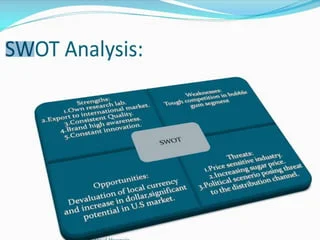 SWOT Analysis:
Strengths:
1.Own research lab.
2.Export to international market.
3.Consistent Quality.
4.Brand high awareness.
5.Constant innovation.
Weaknesses:
Tough competition in bubble
gum segment
SWOT
Opportunities:
Devaluation of local currency
and increase in dollar,significant
potential in U.S market.
Threats:
1.Price sensitive industry.
2.Increasing sugar price.
3.Political scenerio posing threat
to the distribution channel.